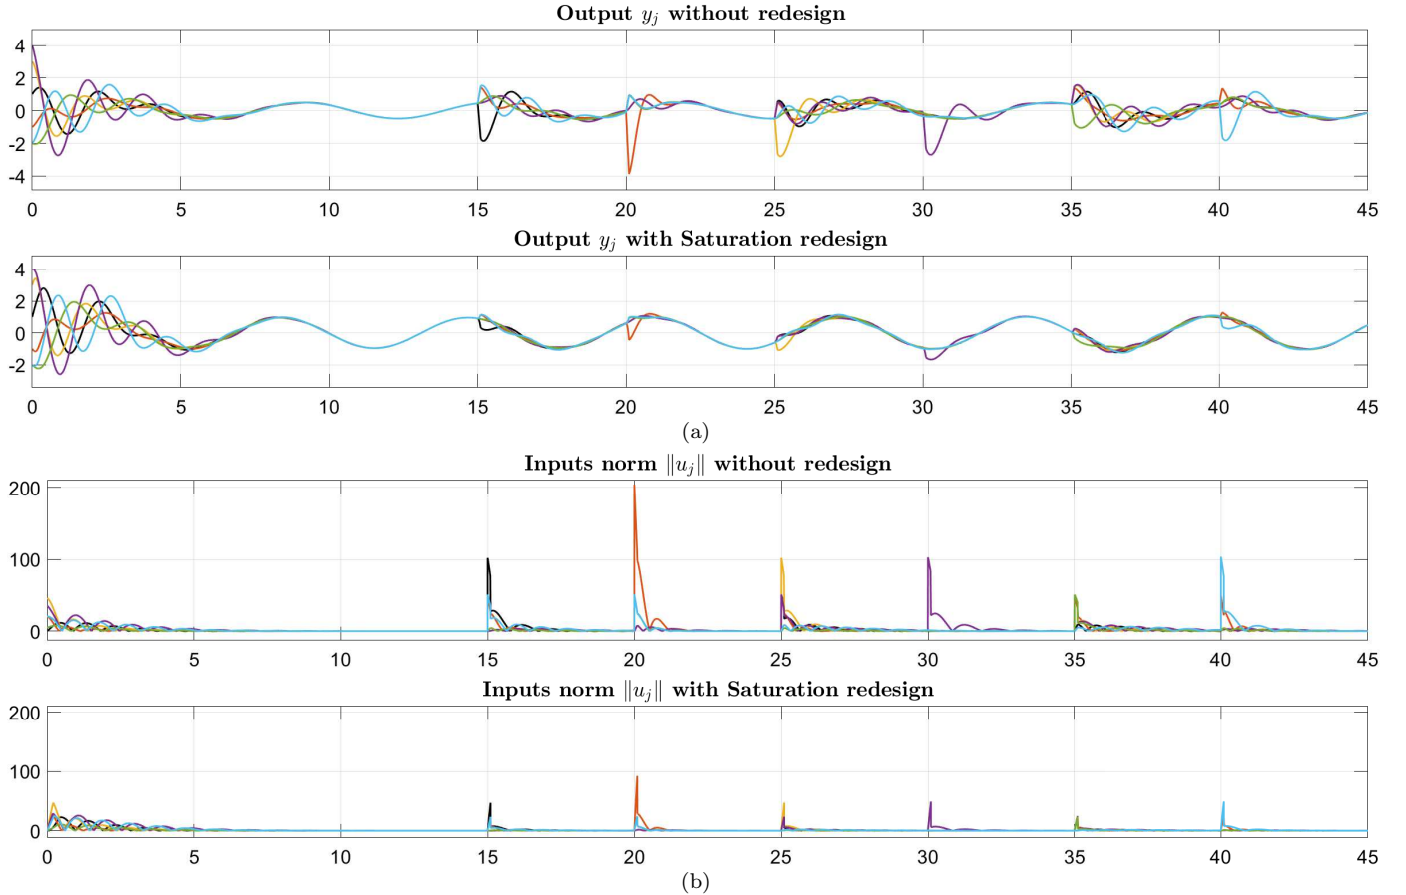 Output y_j without redesign
4
2
0
-2
-4
0 5 10 15 20 25 30 35 40 45
Output y_j with Saturation redesign
4
2
0
-2
0 5 10 15 20 25 30 35 40 45
(a)
Inputs norm ‖u_j‖ without redesign
200
100
0
0 5 10 15 20 25 30 35 40 45
Inputs norm ‖u_j‖ with Saturation redesign
200
100
0
0 5 10 15 20 25 30 35 40 45
(b)